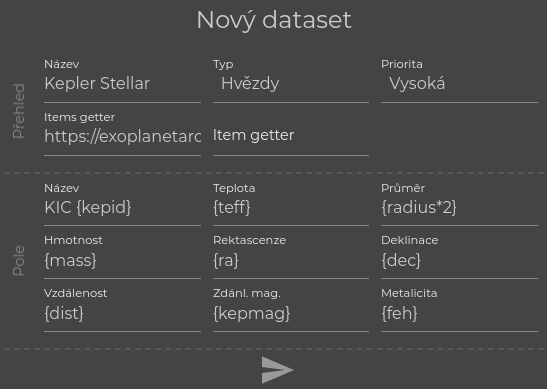 Nový dataset
Název Typ Priorita
Kepler Stellar Hvězdy Vysoká
Přehled
Items getter
https://exoplanetarc Item getter
Název Teplota Průměr
KIC {kepid} {teff} {radius*2}
Pole
Hmotnost Rektascenze Deklinace
{mass} {ra} {dec}
Vzdálenost Zdánl. mag. Metalicita
{dist} {kepmag} {feh}